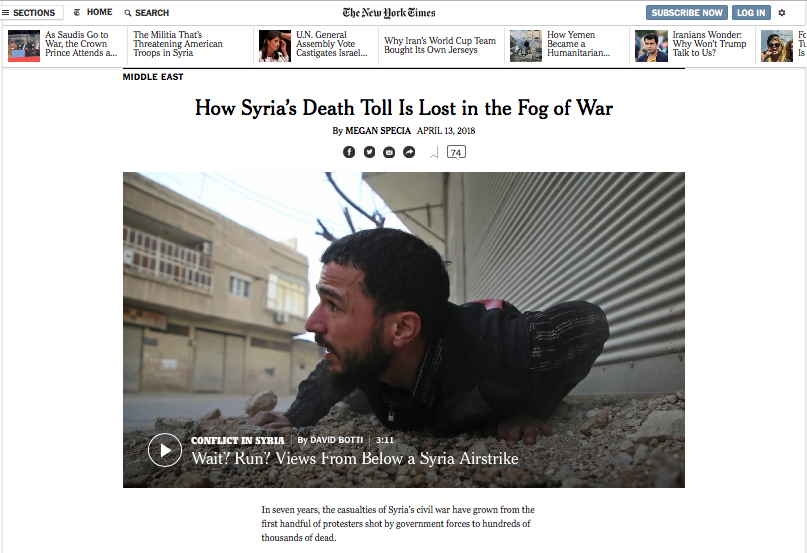 SECTIONS
HOME
SEARCH
The New York Times
SUBSCRIBE NOW
LOG IN
As Saudis Go to
War, the Crown
Prince Attends a...
The Militia That's
Threatening American
Troops in Syria
U.N. General
Assembly Vote
Castigates Israel...
Why Iran's World Cup Team
Bought Its Own Jerseys
How Yemen
Became a
Humanitarian...
Iranians Wonder:
Why Won't Trump
Talk to Us?
MIDDLE EAST
How Syria's Death Toll Is Lost in the Fog of War
By MEGAN SPECIA APRIL 13, 2018
74
CONFLICT IN SYRIA | By DAVID BOTTI | 3:11
Wait? Run? Views From Below a Syria Airstrike
In seven years, the casualties of Syria's civil war have grown from the
first handful of protesters shot by government forces to hundreds of
thousands of dead.